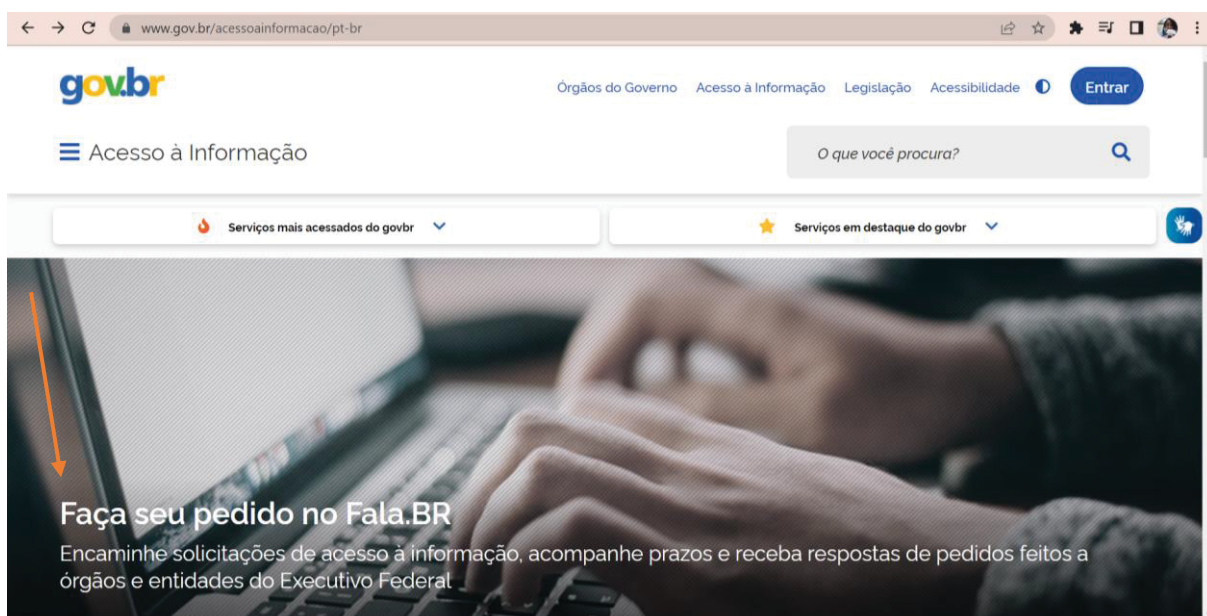 www.gov.br/acessoainformacao/pt-br
gov.br
Órgãos do Governo Acesso à Informação Legislação Acessibilidade Entrar
Acesso à Informação
O que você procura?
Serviços mais acessados do govbr
Serviços em destaque do govbr
Faça seu pedido no Fala.BR
Encaminhe solicitações de acesso à informação, acompanhe prazos e receba respostas de pedidos feitos a
órgãos e entidades do Executivo Federal